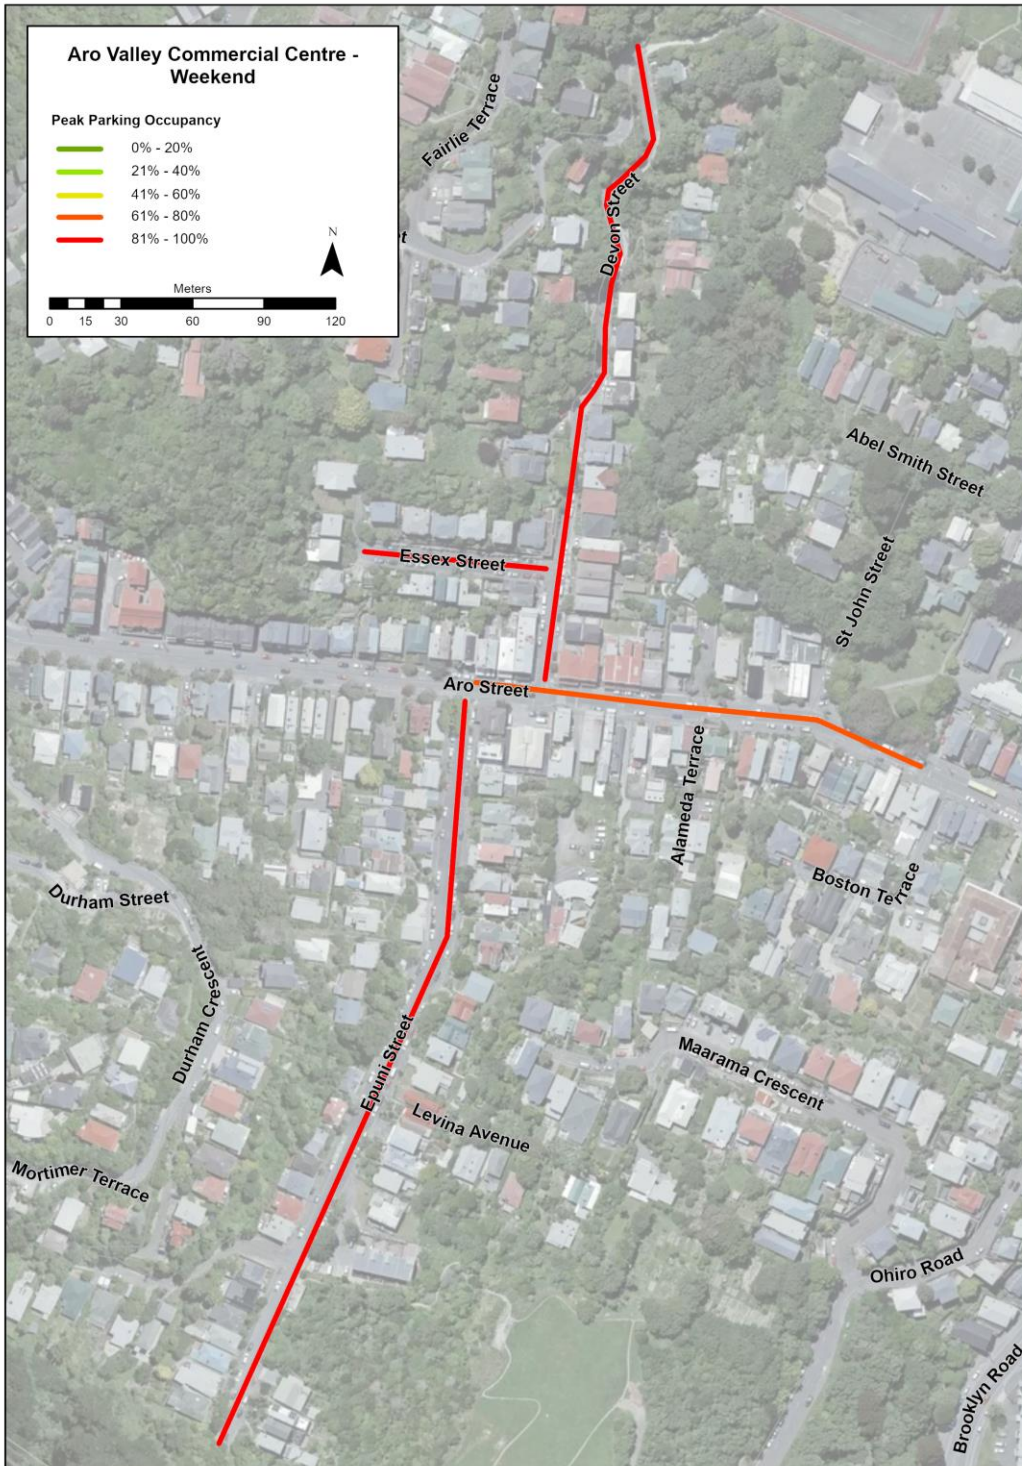 Aro Valley Commercial Centre -
Weekend
Peak Parking Occupancy
0% - 20%
21% - 40%
41% - 60%
61% - 80%
81% - 100%
N
Meters
0 15 30 60 90 120
Fairlie Terrace
Devon Street
Abel Smith Street
Essex Street
St John Street
Aro Street
Alameda Terrace
Boston Terrace
Durham Street
Durham Crescent
Epuni Street
Maarama Crescent
Levina Avenue
Mortimer Terrace
Ohiro Road
Brooklyn Road